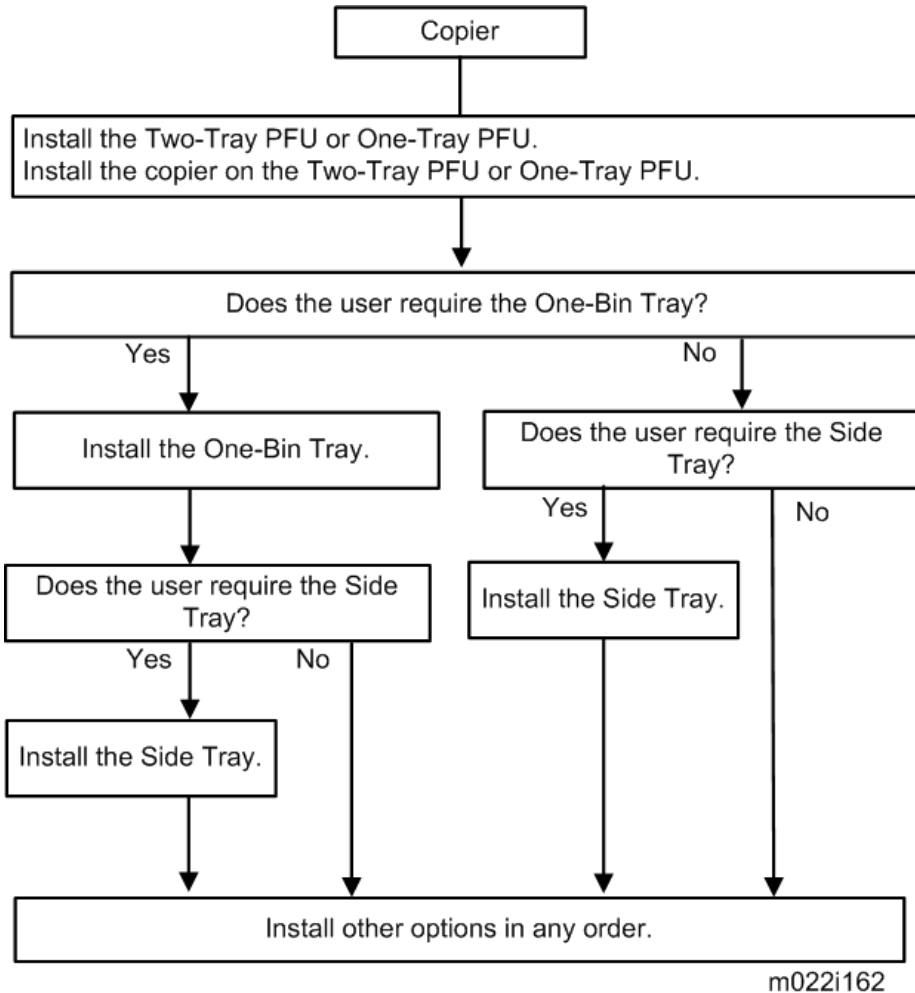 Copier
Install the Two-Tray PFU or One-Tray PFU.
Install the copier on the Two-Tray PFU or One-Tray PFU.
Does the user require the One-Bin Tray?
Yes
No
Install the One-Bin Tray.
Does the user require the Side
Tray?
Yes
No
Does the user require the Side
Tray?
Install the Side Tray.
Yes
No
Install the Side Tray.
Install other options in any order.
m022i162